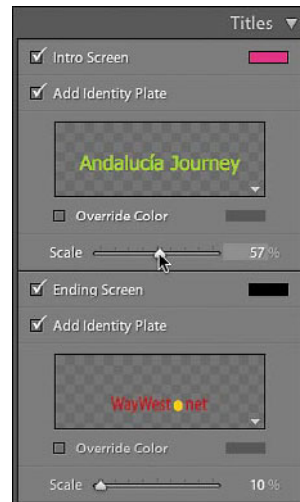 Titles
Intro Screen
Add Identity Plate
Andalucía Journey
Override Color
Scale 57 %
Ending Screen
Add Identity Plate
WayWest net
Override Color
Scale 10 %